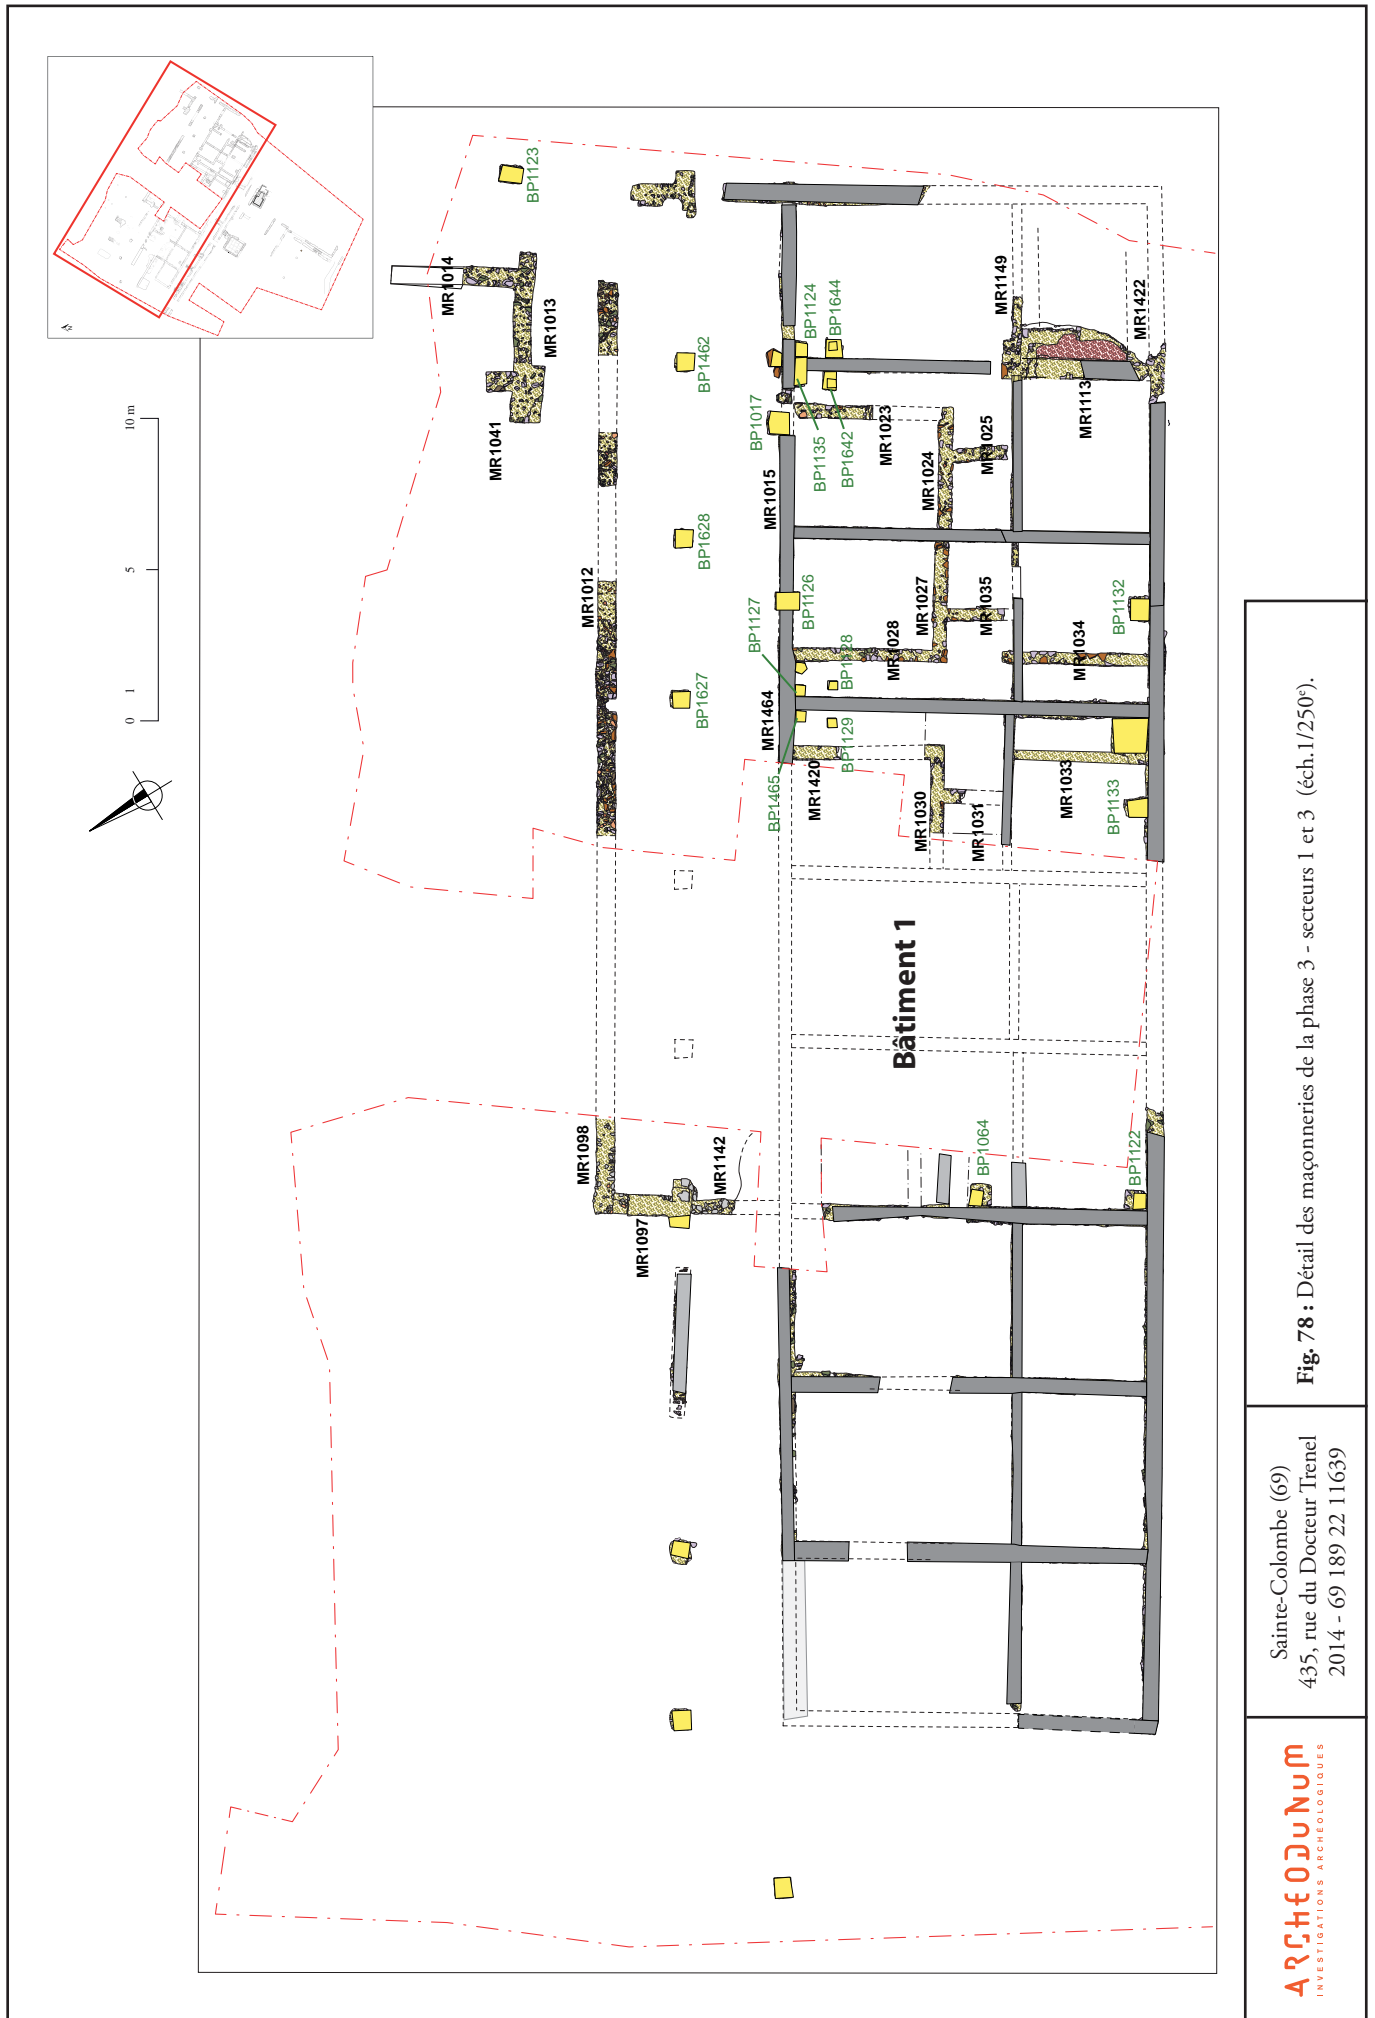 N
0
1
5
10 m
BP1123
MR1014
MR1013
MR1041
BP1462
BP1628
MR1012
BP1627
MR1098
MR1097
MR1142
BP1017
MR1015
BP1124
BP1644
BP1135
BP1642
MR1023
MR1024
MR1025
MR1149
MR1422
MR1113
BP1127
BP1126
MR1464
MR1028
MR1027
MR1035
MR1034
BP1132
BP1129
BP1465
MR1420
MR1030
MR1031
MR1033
BP1133
Bâtiment 1
BP1064
BP1122
Fig. 78 : Détail des maçonneries de la phase 3 - secteurs 1 et 3 (éch.1/250e).
Sainte-Colombe (69)
435, rue du Docteur Trenel
2014 - 69 189 22 11639
ARCHEODUNUM
INVESTIGATIONS ARCHÉOLOGIQUES